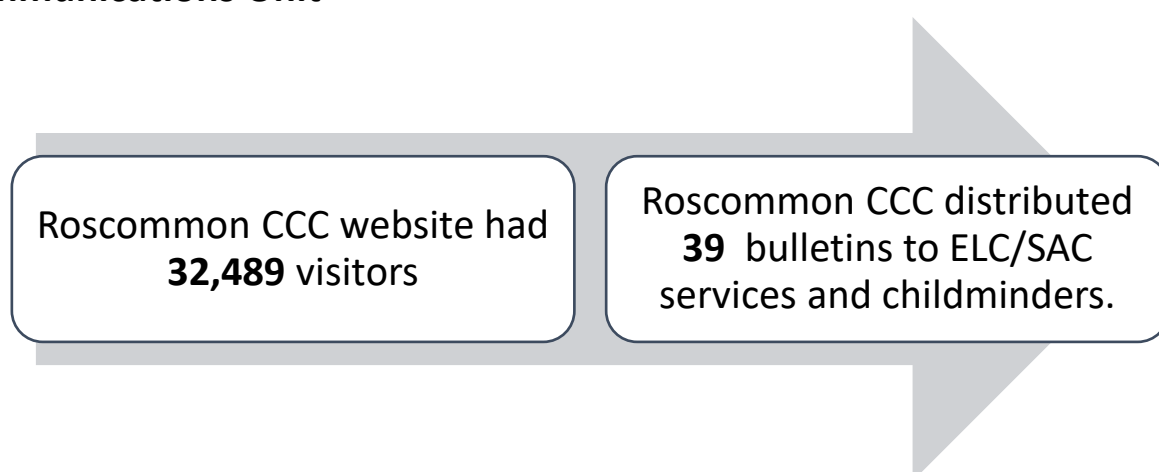 Roscommon CCC website had
32,489 visitors
Roscommon CCC distributed
39 bulletins to ELC/SAC
services and childminders.